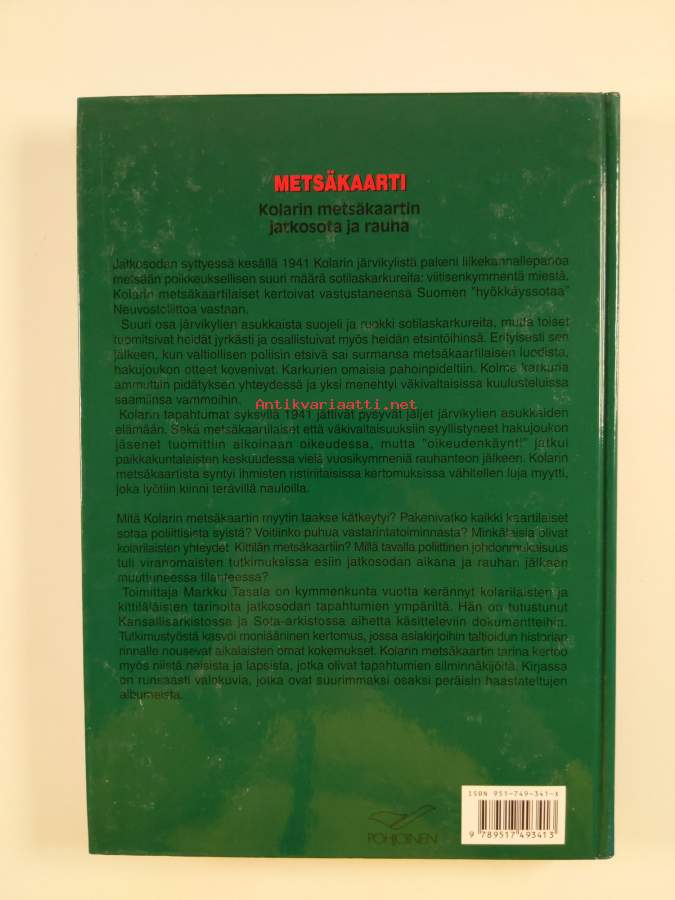 METSÄKAARTI
Kolarin metsäkaartin
jatkosota ja rauha
Jatkosodan syttyessä kesällä 1941 Kolarin järvikylistä pakeni liikekannallepanoa
metsään poikkeuksellisen suuri määrä sotilaskarkureita: viitisenkymmentä miestä.
Kolarin metsäkaartilaiset kertoivat vastustaneensa Suomen "hyökkäyssotaa"
Neuvostoliittoa vastaan.
Suuri osa järvikylien asukkaista suojeli ja ruokki sotilaskarkureita, mutta toiset
tuomitsivat heidät jyrkästi ja osallistuivat myös heidän etsintöihinsä. Erityisesti sen
jälkeen, kun valtiollisen poliisin etsivä sai surmansa metsäkaartilaisen luodista,
hakujoukon otteet kovenivat. Karkurien omaisia pahoinpideltiin. Kolme karkuria
ammuttiin pidätyksen yhteydessä ja yksi menehtyi väkivaltaisissa kuulusteluissa
saamiinsa vammoihin.
Antikvariaatti.net
Kolarin tapahtumat syksyllä 1941 jättivät pysyvät jäljet järvikylien asukkaiden
elämään. Sekä metsäkaartilaiset että väkivaltaisuuksiin syyllistyneet hakujoukon
jäsenet tuomittiin aikoinaan oikeudessa, mutta "oikeudenkäynti" jatkui
paikkakuntalaisten keskuudessa vielä vuosikymmeniä rauhanteon jälkeen. Kolarin
metsäkaartista syntyi ihmisten ristiriitaisissa kertomuksissa vähitellen luja myytti,
joka lyötiin kiinni terävillä nauloilla.
Mitä Kolarin metsäkaartin myytin taakse kätkeytyi? Pakenivatko kaikki kaartilaiset
sotaa poliittisista syistä? Voitiinko puhua vastarintatoiminnasta? Minkälaisia olivat
kolarilaisten yhteydet Kittilän metsäkaartiin? Millä tavalla poliittinen johdonmukaisuus
tuli viranomaisten tutkimuksissa esiin jatkosodan aikana ja rauhan jälkeen
muuttuneessa tilanteessa?
Toimittaja Markku Tasala on kymmenkunta vuotta kerännyt kolarilaisten ja
kittiläläisten tarinoita jatkosodan tapahtumien ympäriltä. Hän on tutustunut
Kansallisarkistossa ja Sota-arkistossa aihetta käsitteleviin dokumentteihin.
Tutkimustyöstä kasvoi moniääninen kertomus, jossa asiakirjoihin taltioidun historian
rinnalle nousevat aikalaisten omat kokemukset. Kolarin metsäkaartin tarina kertoo
myös niistä naisista ja lapsista, jotka olivat tapahtumien silminnäkijöitä. Kirjassa
on runsaasti valokuvia, jotka ovat suurimmaksi osaksi peräisin haastateltujen
albumeista.
ISBN 951-749-341-X
9 789517 493413
POHJOINEN